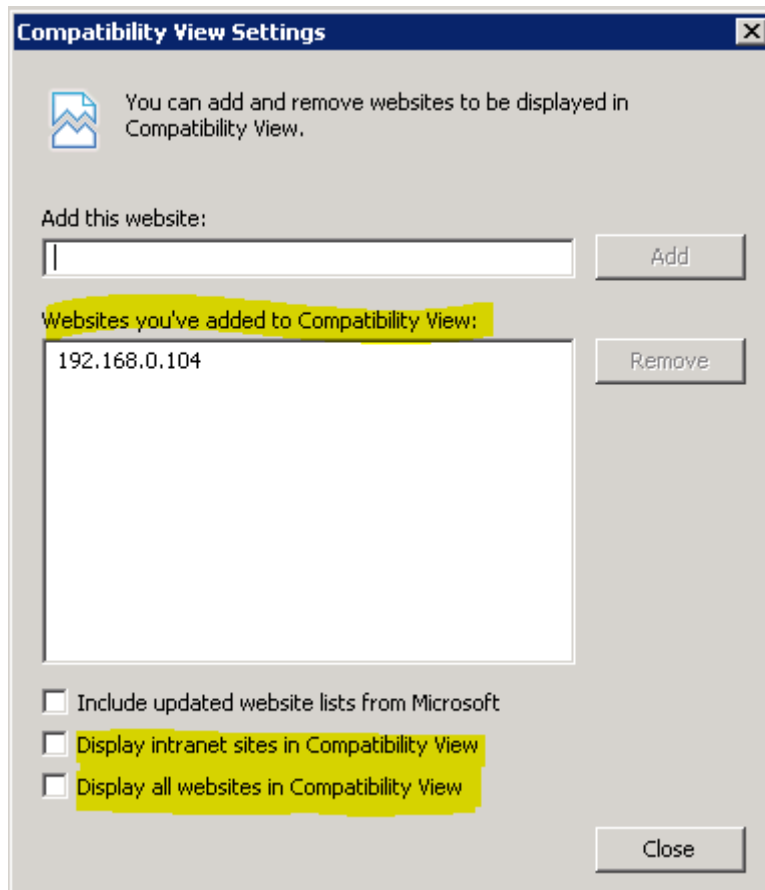 Compatibility View Settings
You can add and remove websites to be displayed in
Compatibility View.
Add this website:
Add
Websites you've added to Compatibility View:
192.168.0.104
Remove
Include updated website lists from Microsoft
Display intranet sites in Compatibility View
Display all websites in Compatibility View
Close